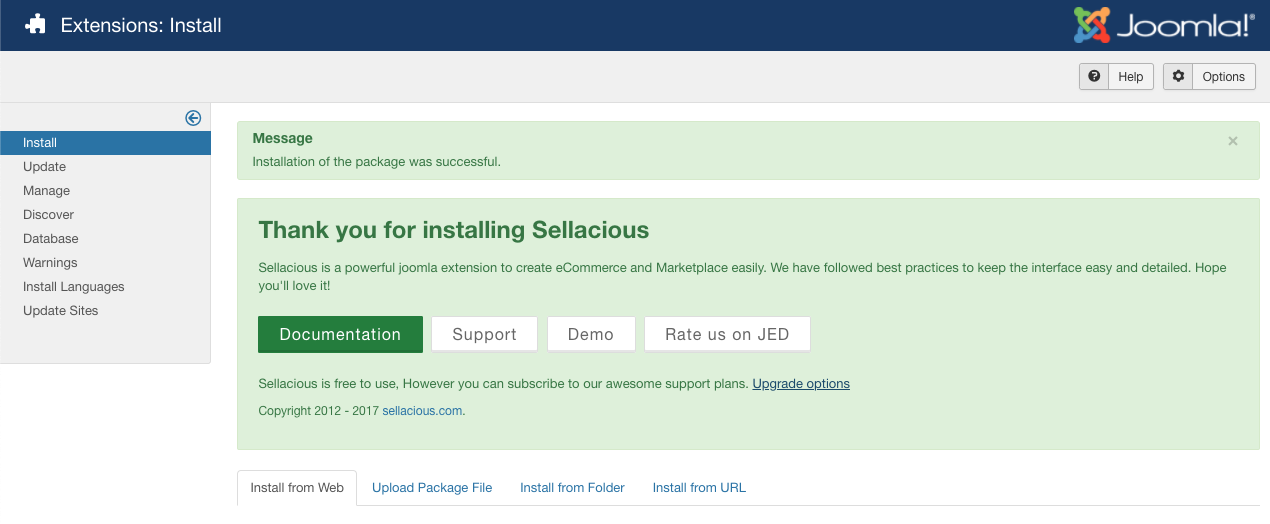 Extensions: Install
Joomla!®
Help
Options
Install
Update
Manage
Discover
Database
Warnings
Install Languages
Update Sites
Message
×
Installation of the package was successful.
Thank you for installing Sellacious
Sellacious is a powerful joomla extension to create eCommerce and Marketplace easily. We have followed best practices to keep the interface easy and detailed. Hope
you'll love it!
Documentation
Support
Demo
Rate us on JED
Sellacious is free to use, However you can subscribe to our awesome support plans. Upgrade options
Copyright 2012 - 2017 sellacious.com.
Install from Web
Upload Package File
Install from Folder
Install from URL